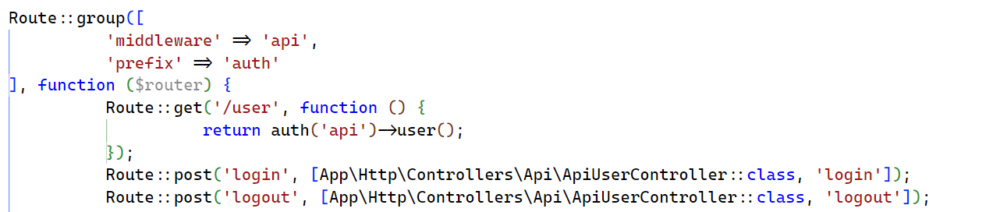 Route::group([
'middleware' => 'api',
'prefix' => 'auth'
], function ($router) {
Route::get('/user', function () {
return auth('api')->user();
});
Route::post('login', [App\Http\Controllers\Api\ApiUserController::class, 'login']);
Route::post('logout', [App\Http\Controllers\Api\ApiUserController::class, 'logout']);